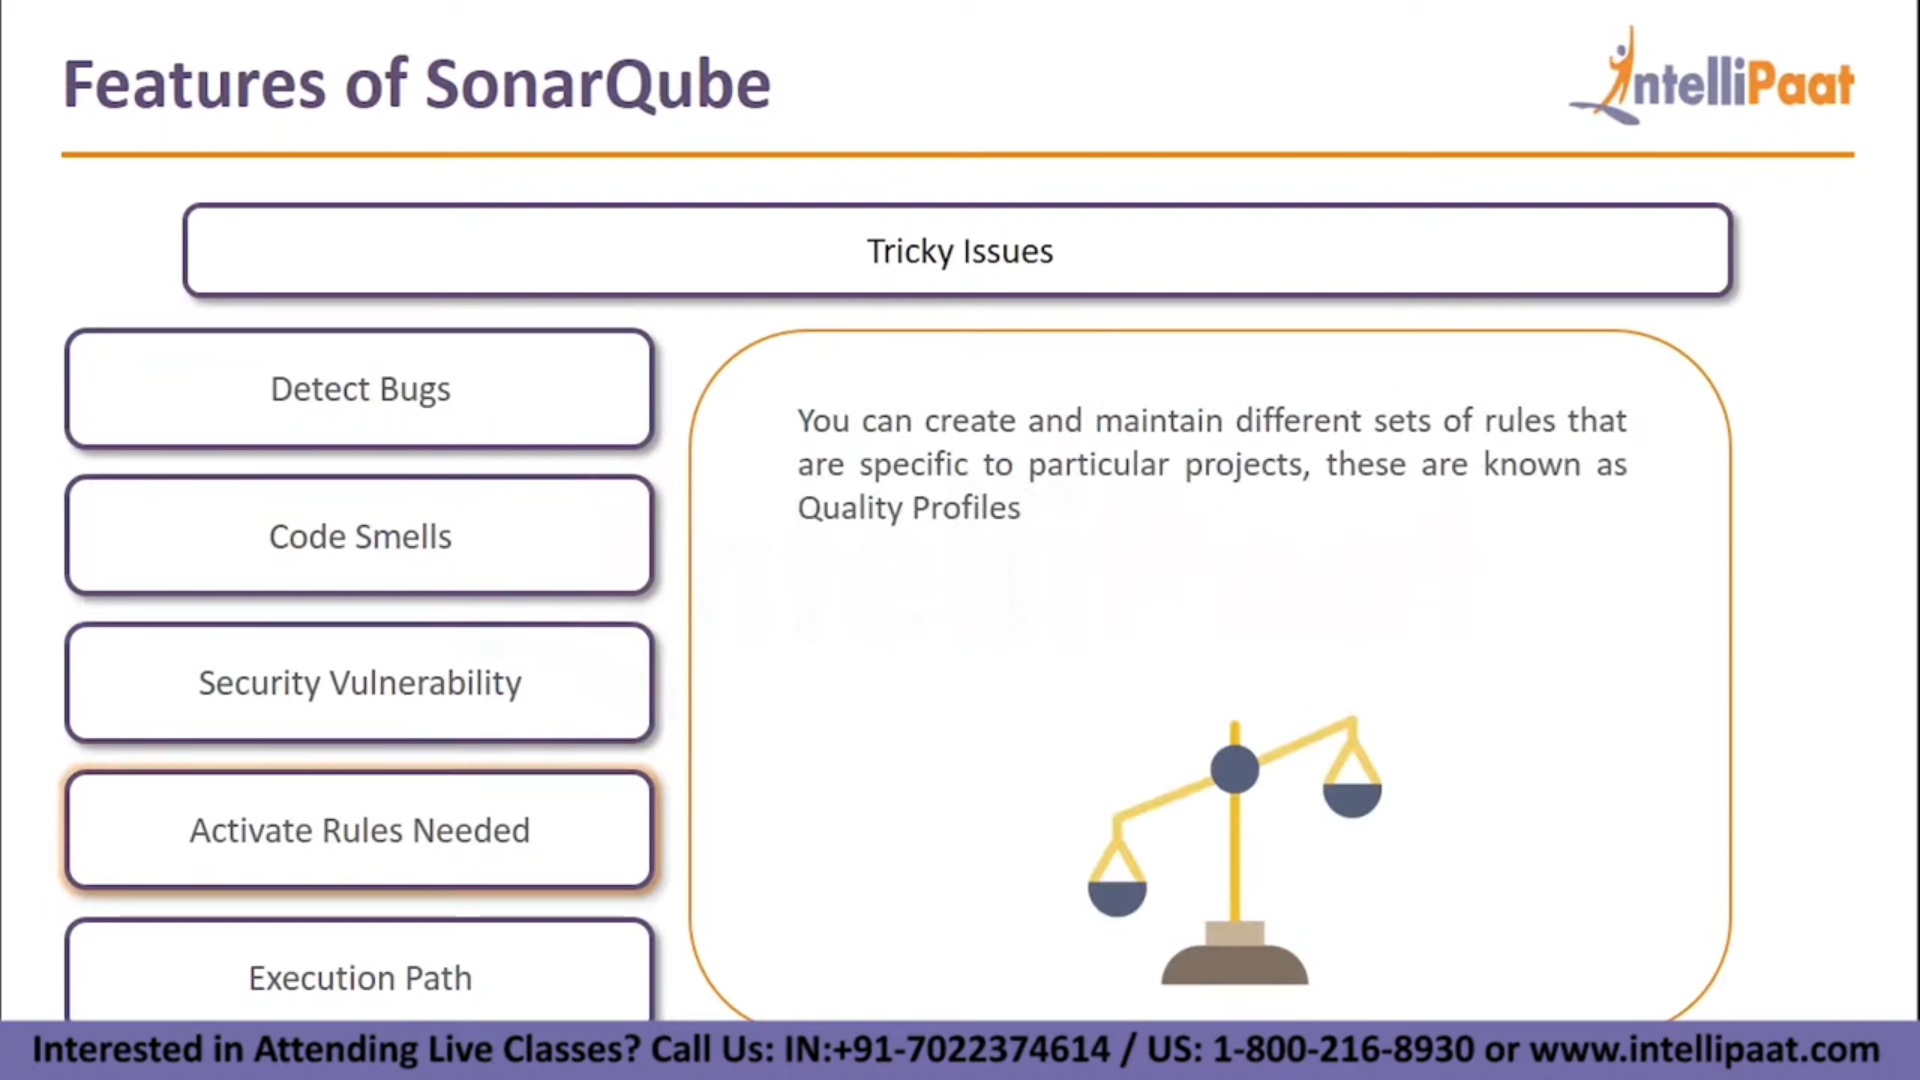 Features of SonarQube
IntelliPaat
Tricky Issues
Detect Bugs
Code Smells
Security Vulnerability
Activate Rules Needed
Execution Path
You can create and maintain different sets of rules that
are specific to particular projects, these are known as
Quality Profiles
Interested in Attending Live Classes? Call Us: IN:+91-7022374614 / US: 1-800-216-8930 or www.intellipaat.com